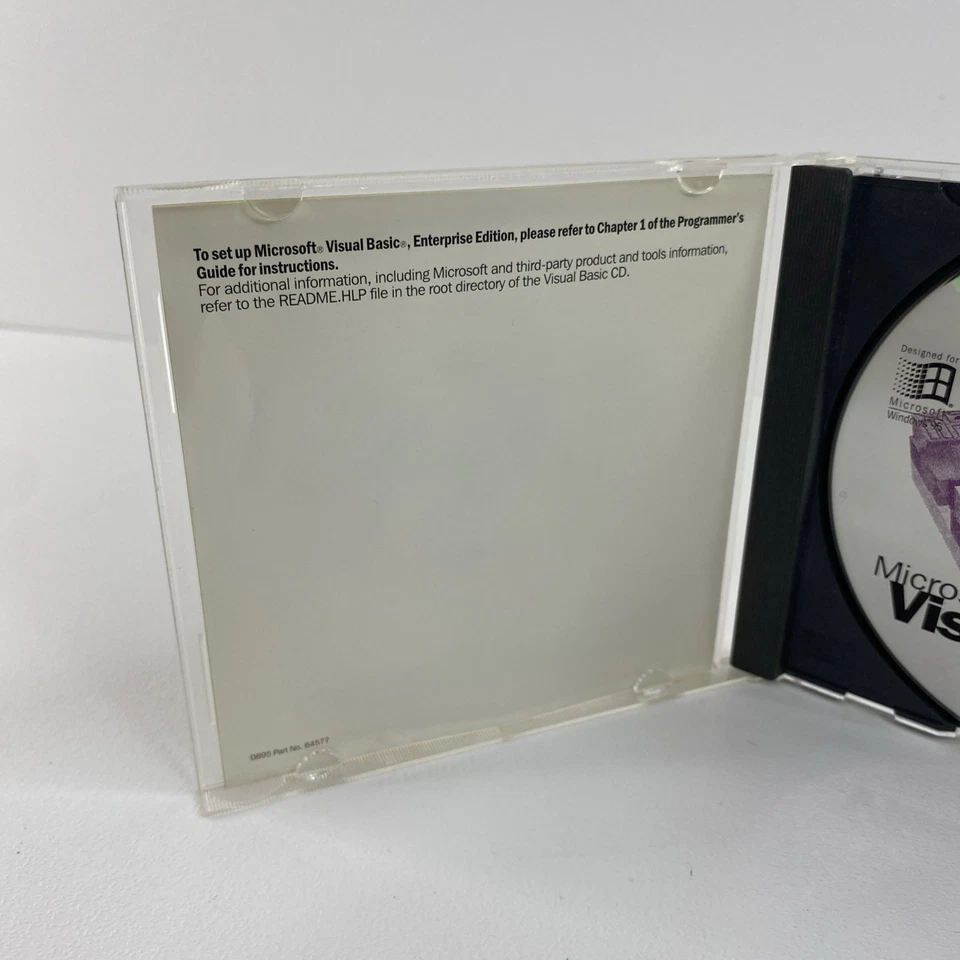 To set up Microsoft® Visual Basic®, Enterprise Edition, please refer to Chapter 1 of the Programmer's
Guide for instructions.
For additional information, including Microsoft and third-party product and tools information,
refer to the README.HLP file in the root directory of the Visual Basic CD.
0895 Part No. 64577
Designed for
Microsoft®
Windows®95
Micros
Vis